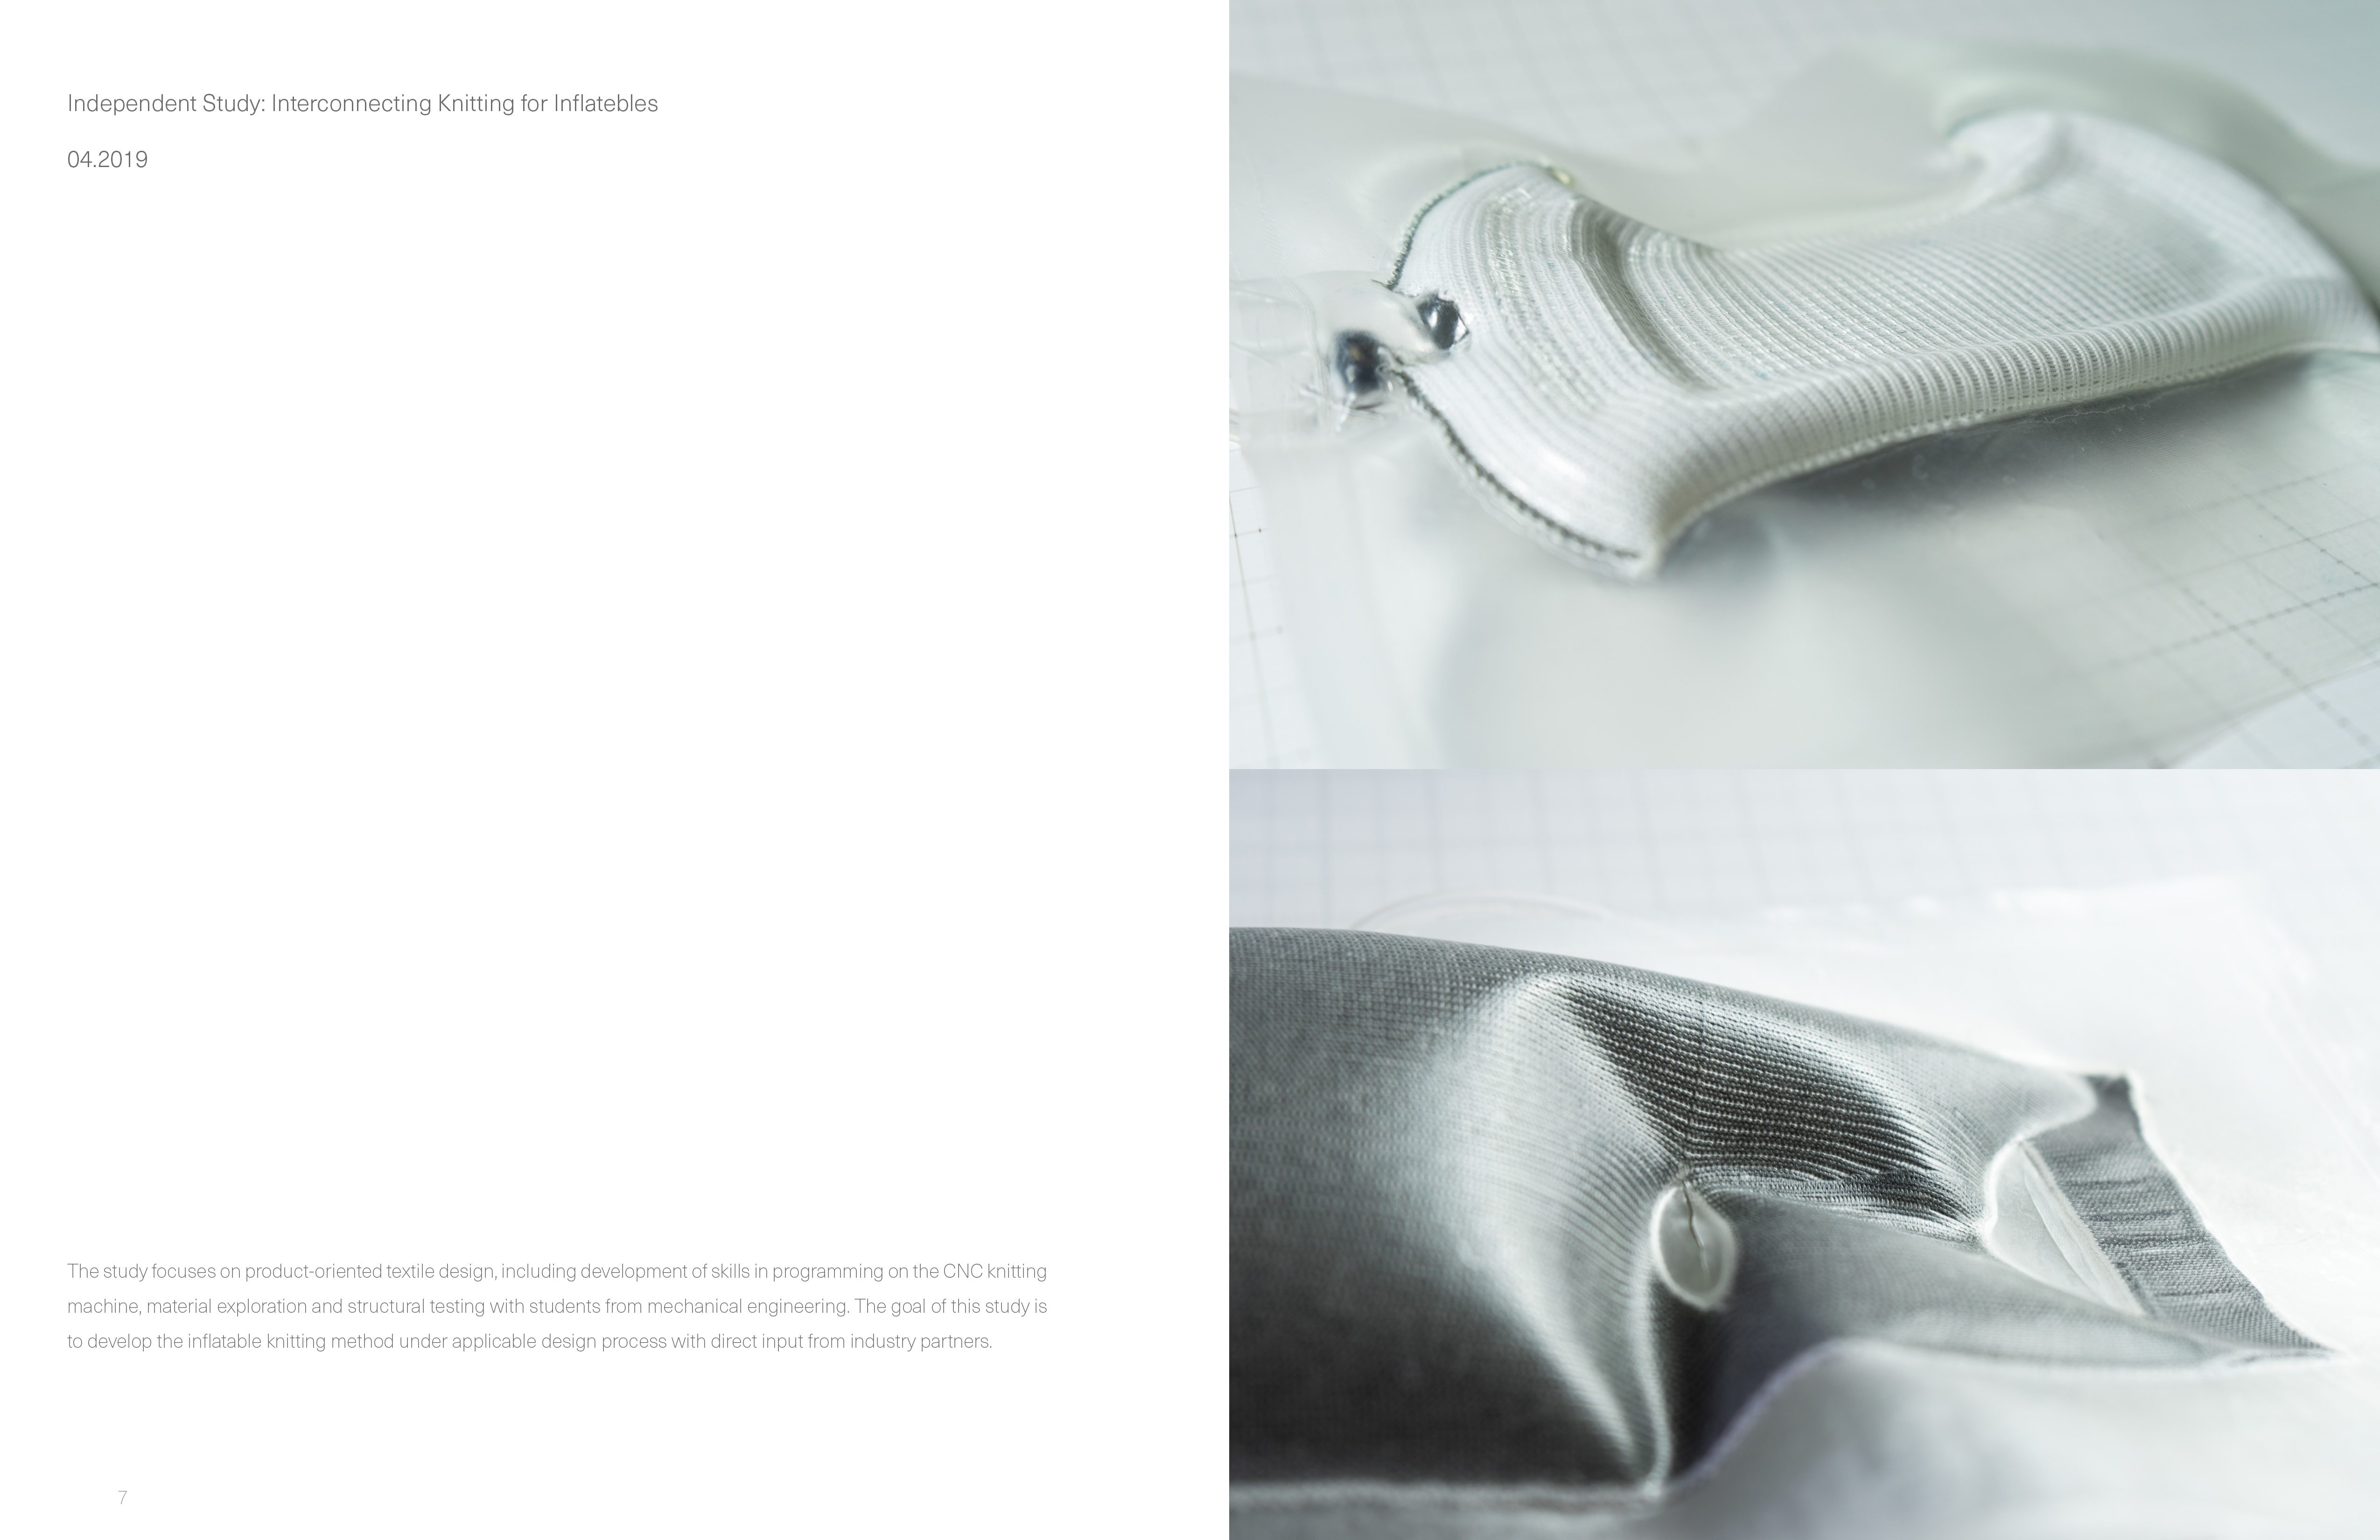 Independent Study: Interconnecting Knitting for Inflatebles
04.2019
The study focuses on product-oriented textile design, including development of skills in programming on the CNC knitting
machine, material exploration and structural testing with students from mechanical engineering. The goal of this study is
to develop the inflatable knitting method under applicable design process with direct input from industry partners.
7